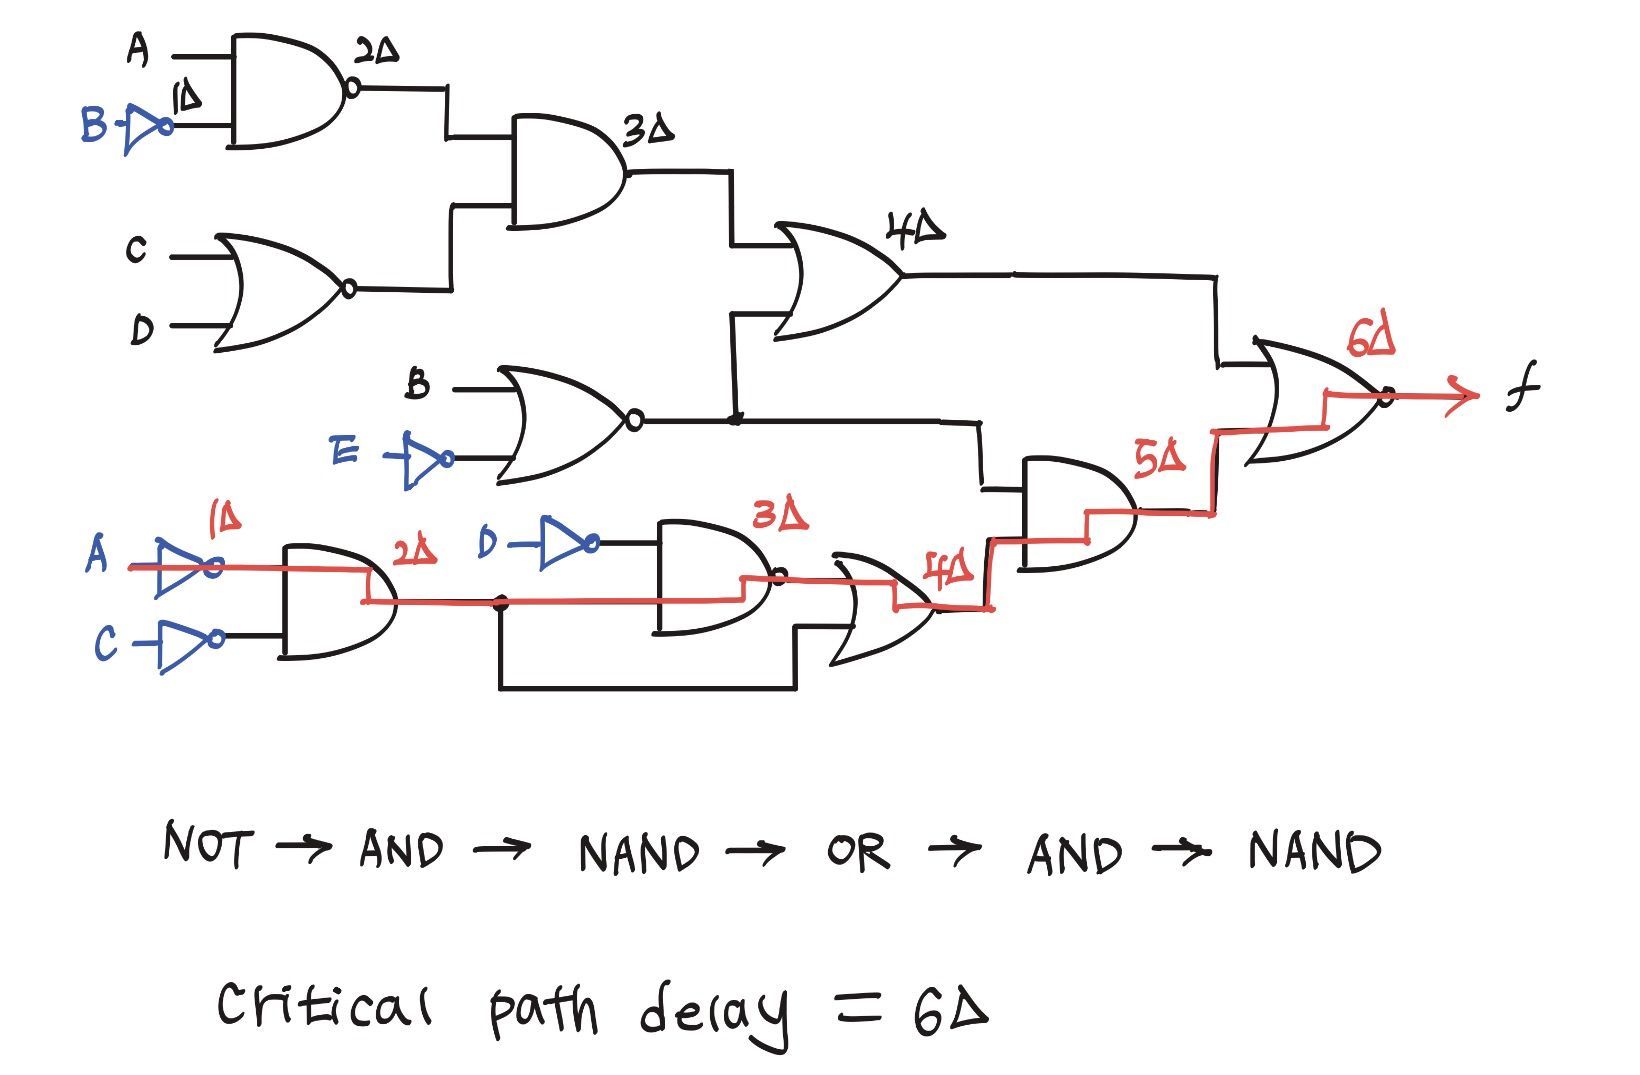 A
2Δ
1Δ
B
3Δ
C
4Δ
D
6Δ
B
f
E
5Δ
1Δ
3Δ
A
2Δ
D
4Δ
C
NOT → AND → NAND → OR → AND → NAND
Critical path delay = 6Δ